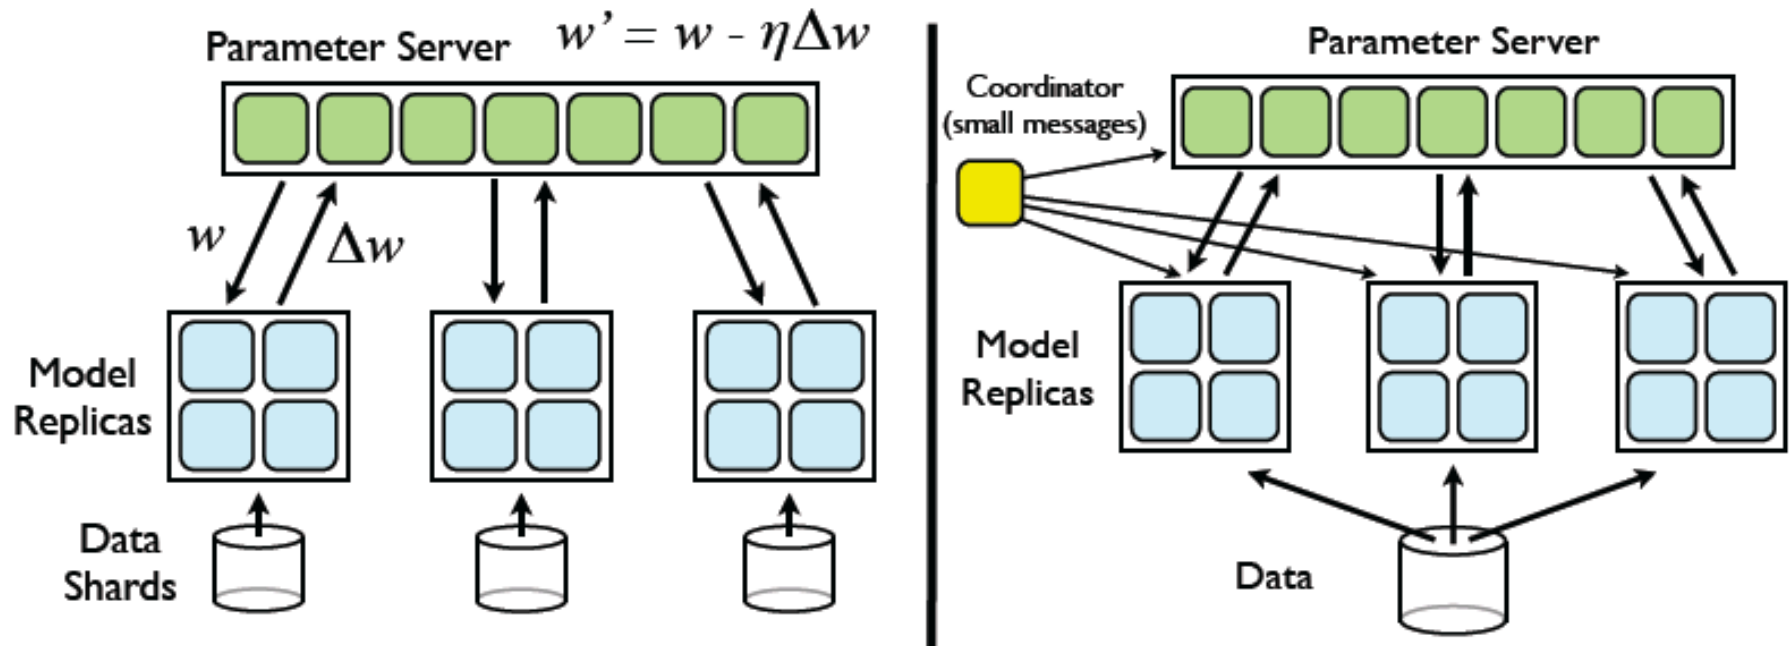 Parameter Server
w’ = w - ηΔw
w
Δw
Model
Replicas
Data
Shards
Parameter Server
Coordinator
(small messages)
Model
Replicas
Data